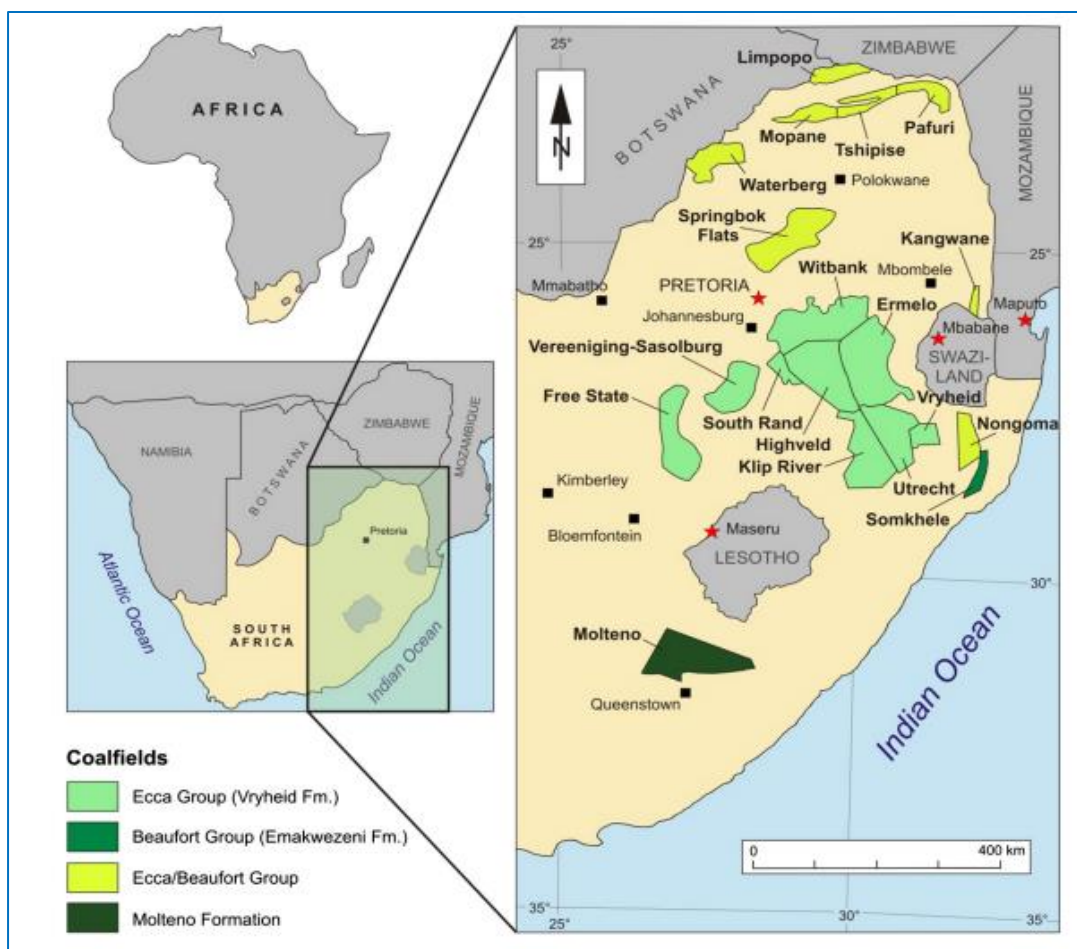 AFRICA
NAMIBIA
BOTSWANA
ZIMBABWE
MOZAMBIQUE
Pretoria
Atlantic Ocean
SOUTH
AFRICA
Indian Ocean
Coalfields
Ecca Group (Vryheid Fm.)
Beaufort Group (Emakwezeni Fm.)
Ecca/Beaufort Group
Molteno Formation
25°
N
BOTSWANA
ZIMBABWE
MOZAMBIQUE
Limpopo
Mopane
Tshipise
Pafuri
Waterberg
Polokwane
Springbok
Flats
25°
25°
Kangwane
Witbank
Mbombele
Mmabatho
PRETORIA
Ermelo
Maputo
Johannesburg
Mbabane
Vereeniging-Sasolburg
SWAZI-
LAND
Free State
Vryheid
South Rand
Nongoma
Highveld
Klip River
Kimberley
Utrecht
Somkhele
Bloemfontein
Maseru
LESOTHO
30°
Molteno
Queenstown
Indian Ocean
0
400 km
35°
25°
30°
35°